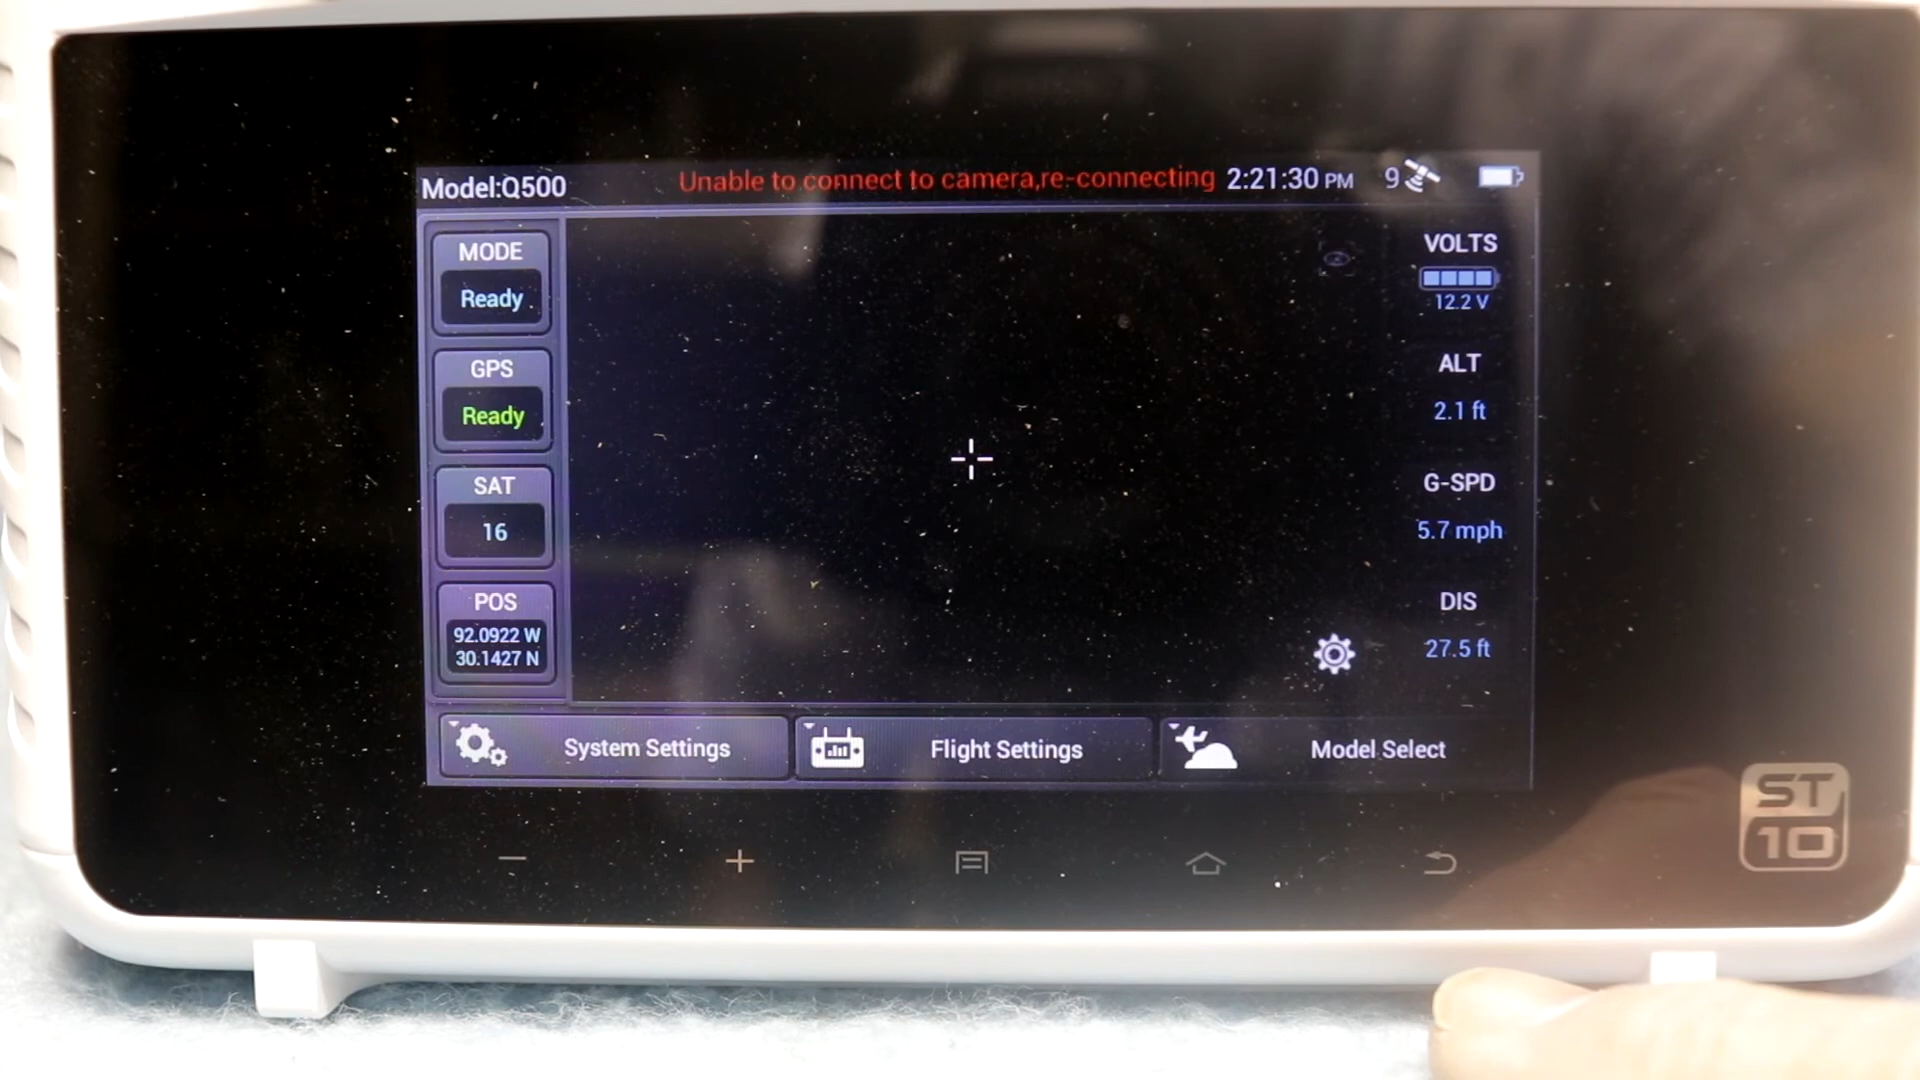 Model:Q500
Unable to connect to camera,re-connecting
2:21:30 PM
9
MODE
Ready
GPS
Ready
SAT
16
POS
92.0922 W
30.1427 N
VOLTS
12.2 V
ALT
2.1 ft
G-SPD
5.7 mph
DIS
27.5 ft
System Settings
Flight Settings
Model Select
ST
10